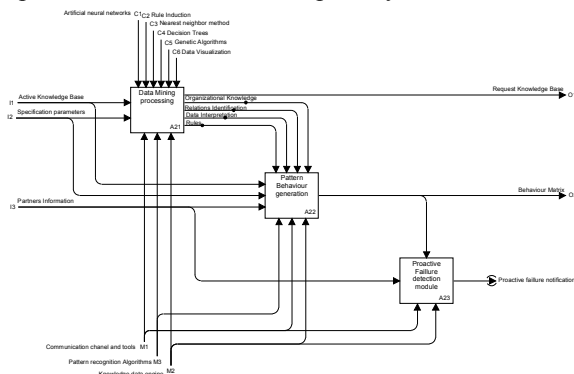 Artificial neural networks C1
C2 Rule Induction
C3 Nearest neighbor method
C4 Decision Trees
C5 Genetic Algorithms
C6 Data Visualization
I1 Active Knowledge Base
I2 Specification parameters
Data Mining
processing
A21
Organizational Knowledge
Relations Identification
Data Interpretation
Rules
Request Knowledge Base
Pattern
Behaviour
generation
A22
I3 Partners Information
Behaviour Matrix
Proactive
Faillure
detection
module
A23
Proactive faillure notification
Communication chanel and tools M1
Pattern recognition Algorithms M3
M2